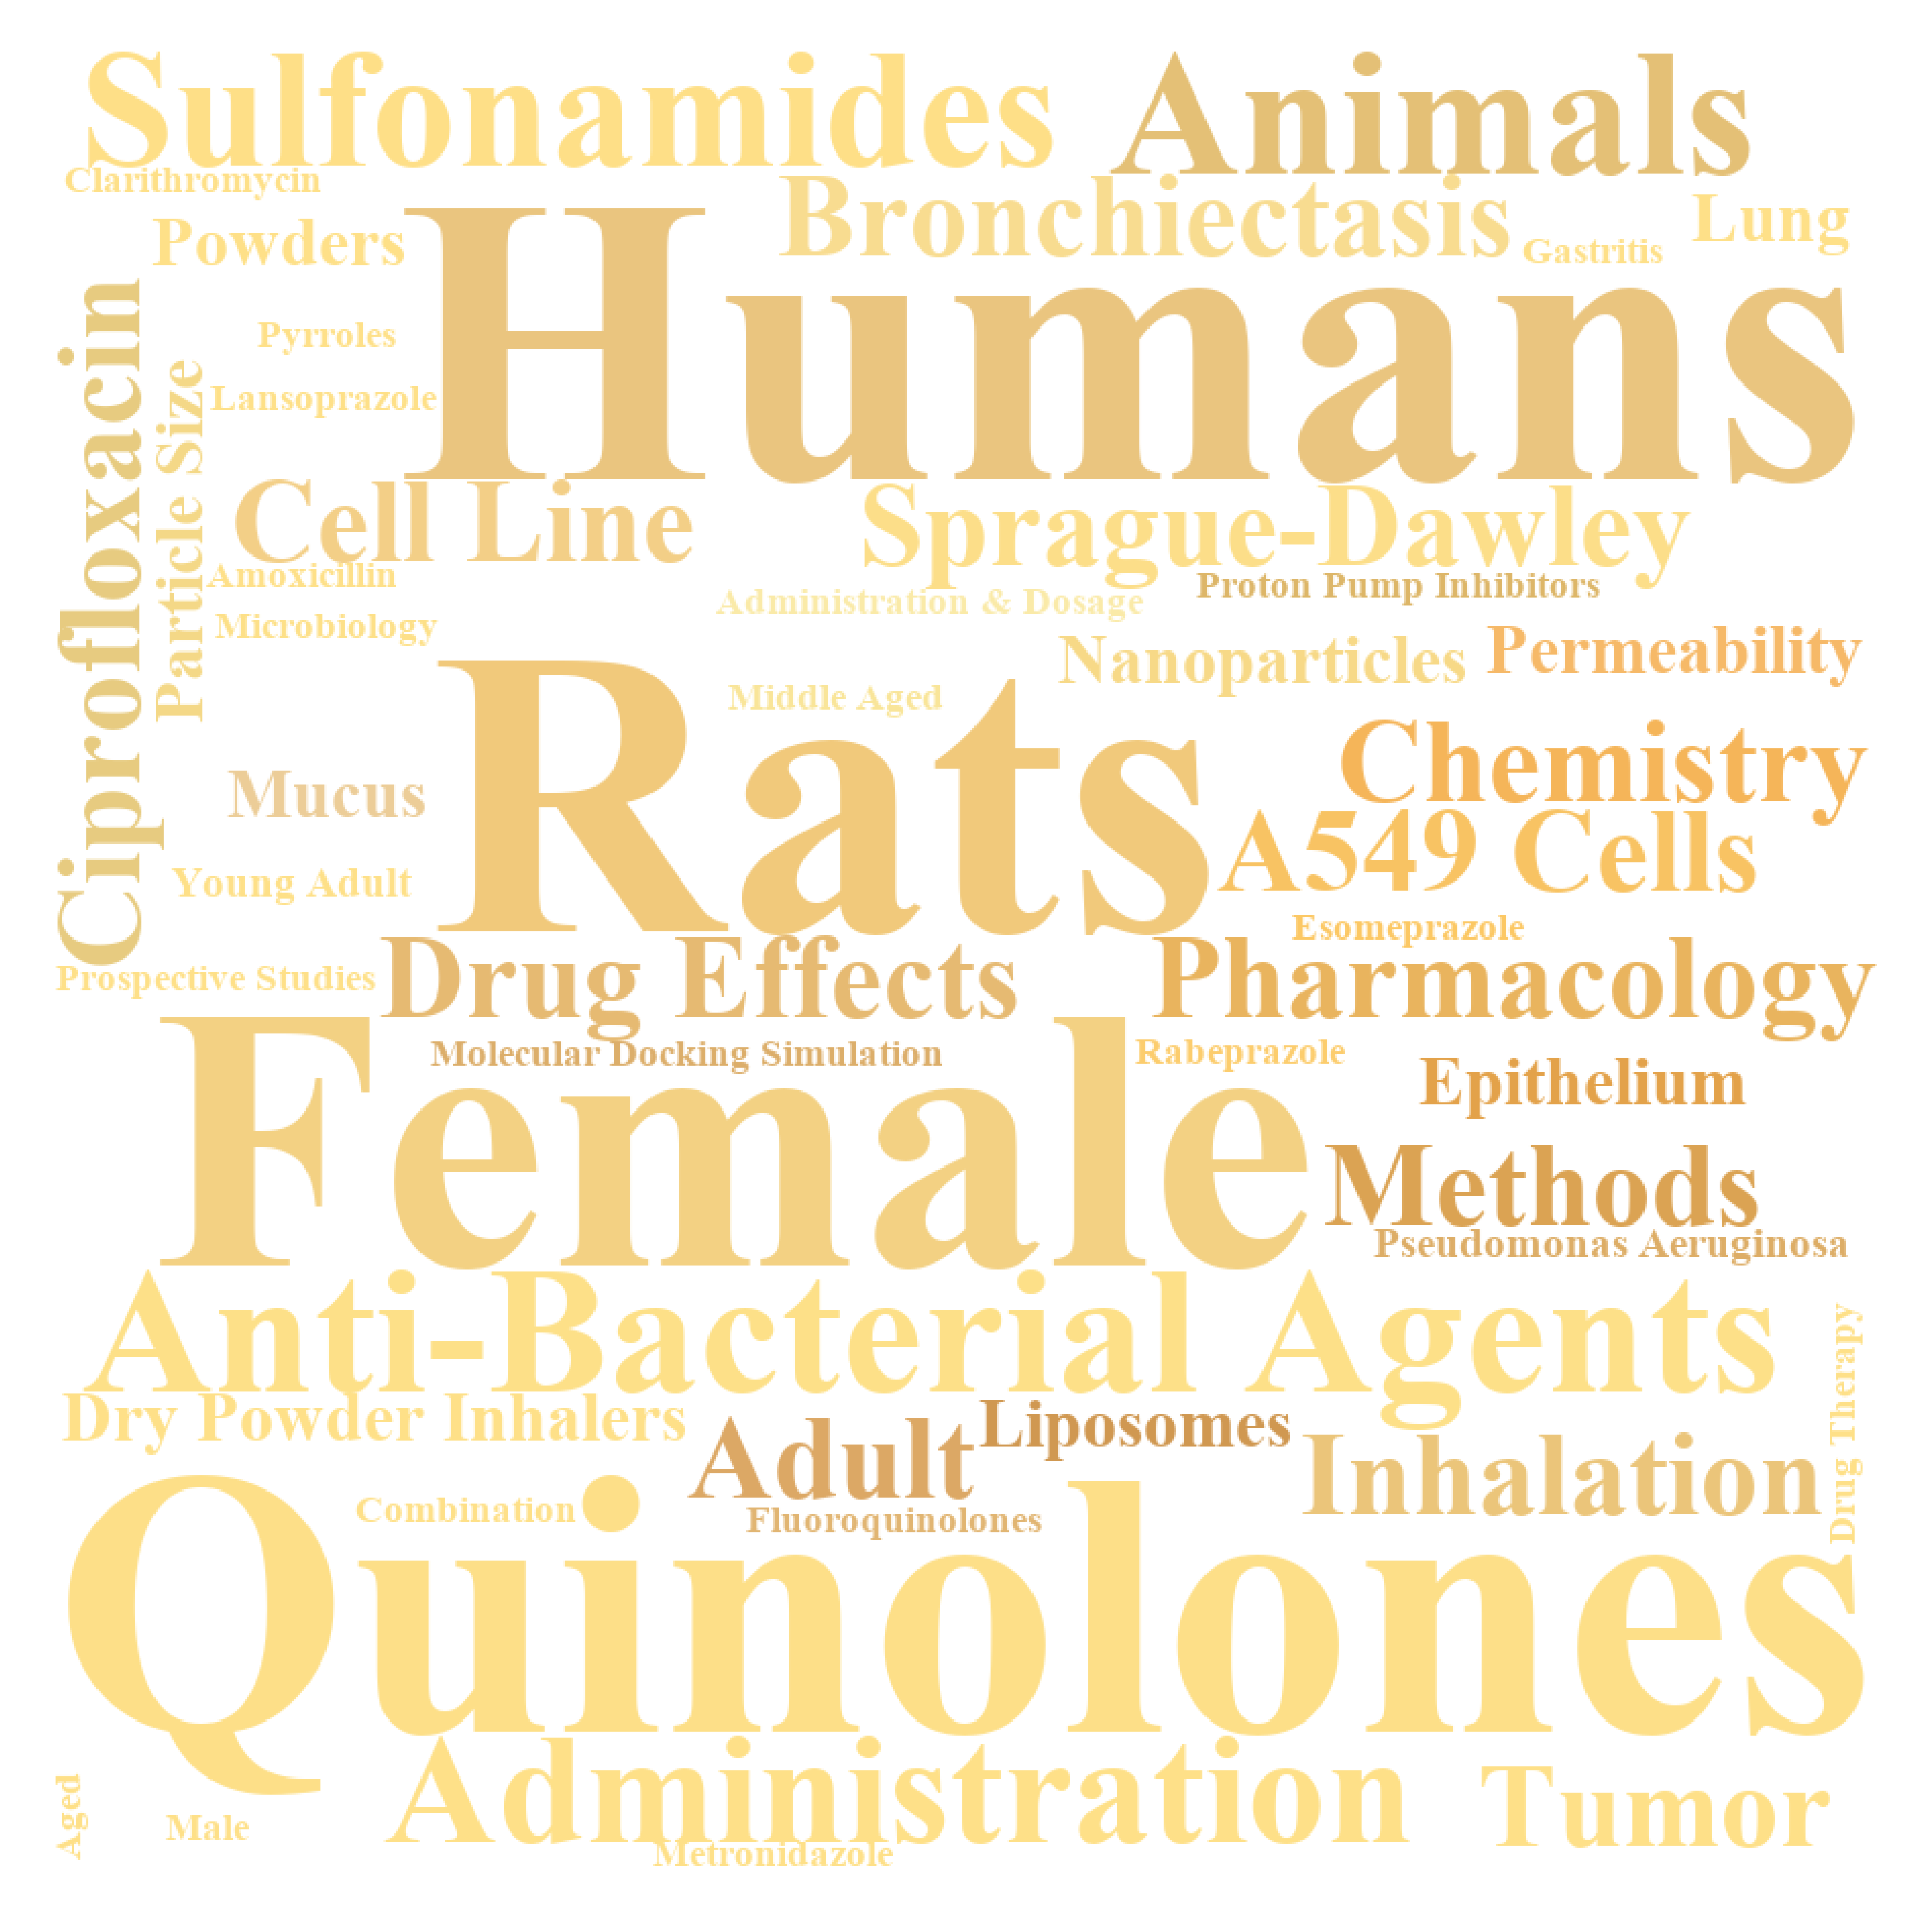 Sulfonamides
Animals
Clarithromycin
Bronchiectasis
Lung
Powders
Gastritis
Humans
Ciprofloxacin
Particle Size
Pyrroles
Lansoprazole
Cell Line
Sprague-Dawley
Amoxicillin
Proton Pump Inhibitors
Administration & Dosage
Microbiology
Nanoparticles
Permeability
Rats
Middle Aged
Chemistry
Mucus
A549 Cells
Young Adult
Esomeprazole
Prospective Studies
Drug Effects
Pharmacology
Molecular Docking Simulation
Rabeprazole
Female
Epithelium
Methods
Pseudomonas Aeruginosa
Anti-Bacterial Agents
Drug Therapy
Dry Powder Inhalers
Liposomes
Adult
Inhalation
Combination
Fluoroquinolones
Quinolones
Administration
Tumor
Aged
Male
Metronidazole